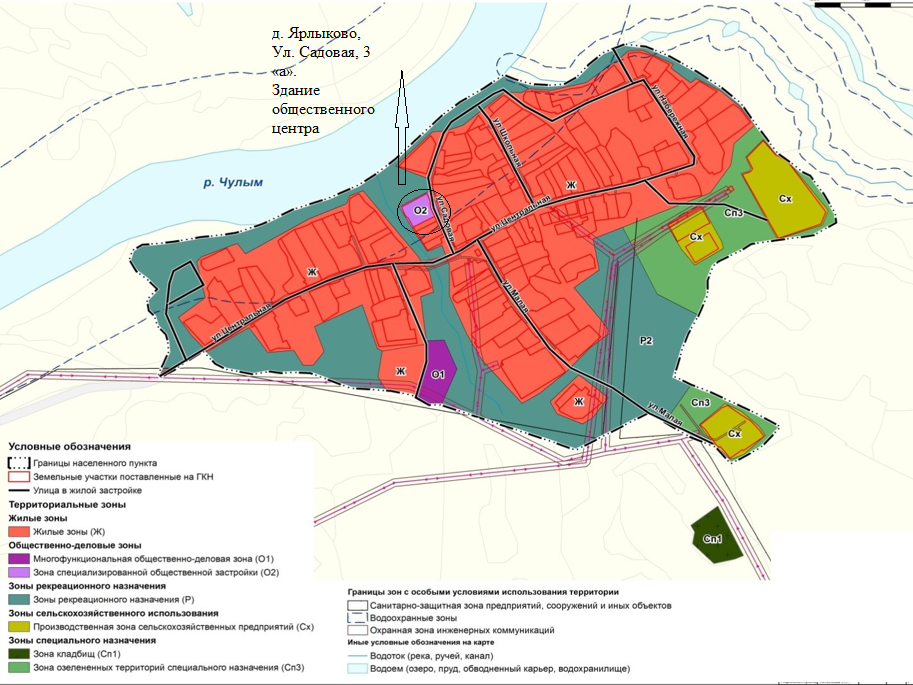 д. Ярлыково,
Ул. Садовая, 3
«а».
Здание
общественного
центра
р. Чулым
ул.Набережная
ул.Школьная
Ж
Сх
О2
ул.Садовая
ул.Центральная
Сп3
Сх
Ж
ул.Малая
ул.Центральная
Р2
Ж
О1
Ж
Сп3
ул.Малая
Сх
Сп1
Условные обозначения
Границы населенного пункта
Земельные участки поставленные на ГКН
Улица в жилой застройке
Территориальные зоны
Жилые зоны
Жилые зоны (Ж)
Общественно-деловые зоны
Многофункциональная общественно-деловая зона (О1)
Зона специализированной общественной застройки (О2)
Зоны рекреационного назначения
Зоны рекреационного назначения (Р)
Зоны сельскохозяйственного использования
Производственная зона сельскохозяйственных предприятий (Сх)
Зоны специального назначения
Зона кладбищ (Сп1)
Зона озелененных территорий специального назначения (Сп3)
Границы зон с особыми условиями использования территории
Санитарно-защитная зона предприятий, сооружений и иных объектов
Водоохранные зоны
Охранная зона инженерных коммуникаций
Иные условные обозначения на карте
Водоток (река, ручей, канал)
Водоем (озеро, пруд, обводненный карьер, водохранилище)